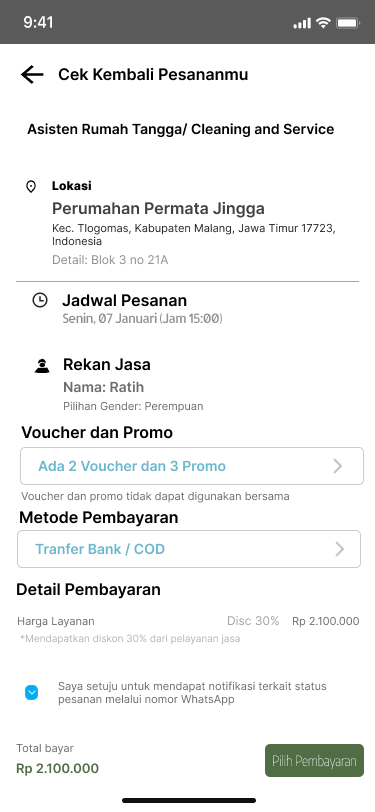 9:41
Cek Kembali Pesananmu
Asisten Rumah Tangga/ Cleaning and Service
Lokasi
Perumahan Permata Jingga
Kec. Tlogomas, Kabupaten Malang, Jawa Timur 17723,
Indonesia
Detail: Blok 3 no 21A
Jadwal Pesanan
Senin, 07 Januari (Jam 15:00)
Rekan Jasa
Nama: Ratih
Pilihan Gender: Perempuan
Voucher dan Promo
Ada 2 Voucher dan 3 Promo
Voucher dan promo tidak dapat digunakan bersama
Metode Pembayaran
Tranfer Bank / COD
Detail Pembayaran
Harga Layanan Disc 30% Rp 2.100.000
*Mendapatkan diskon 30% dari pelayanan jasa
Saya setuju untuk mendapat notifikasi terkait status
pesanan melalui nomor WhatsApp
Total bayar
Rp 2.100.000
Pilih Pembayaran